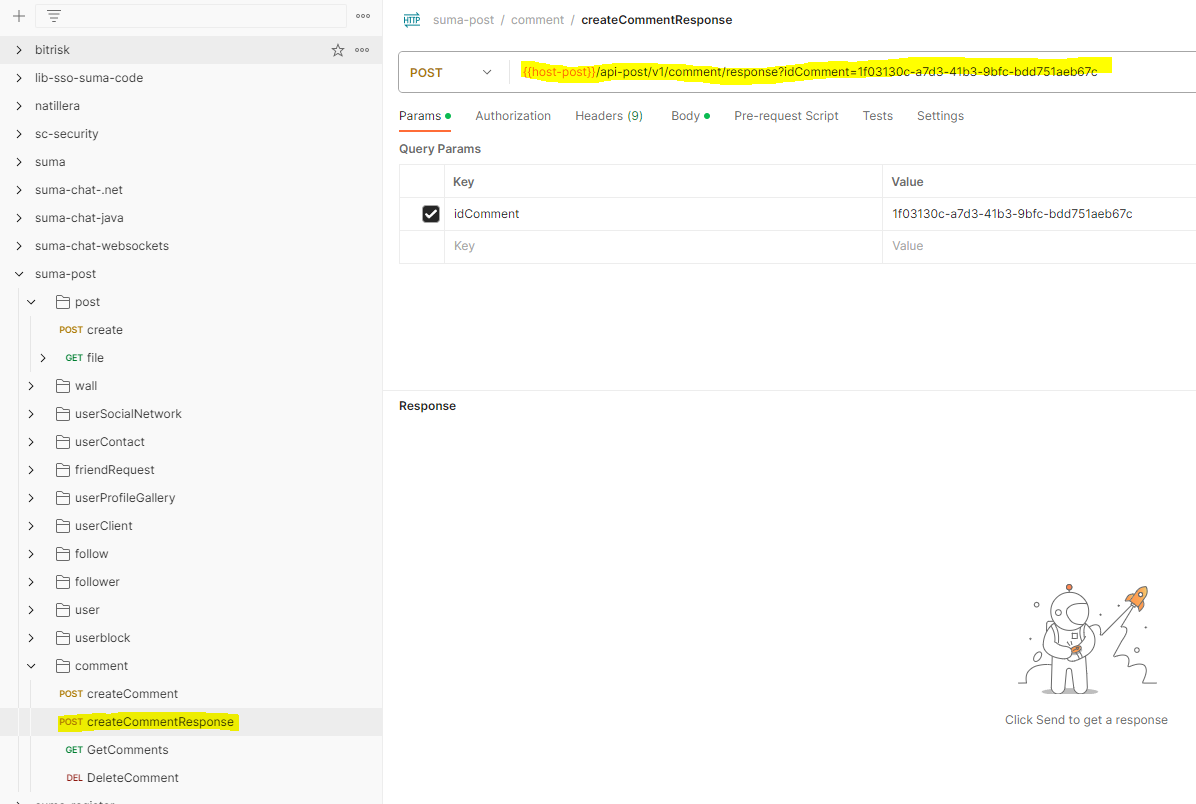 bitrisk
lib-sso-suma-code
natillera
sc-security
suma
suma-chat-.net
suma-chat-java
suma-chat-websockets
suma-post
post
POST create
GET file
wall
userSocialNetwork
userContact
friendRequest
userProfileGallery
userClient
follow
follower
user
userblock
comment
POST createComment
POST createCommentResponse
GET GetComments
DEL DeleteComment
HTTP suma-post / comment / createCommentResponse
POST {{host-post}}/api-post/v1/comment/response?idComment=1f03130c-a7d3-41b3-9bfc-bdd751aeb67c
Params Authorization Headers (9) Body Pre-request Script Tests Settings
Query Params
Key Value
idComment 1f03130c-a7d3-41b3-9bfc-bdd751aeb67c
Key Value
Response
Click Send to get a response